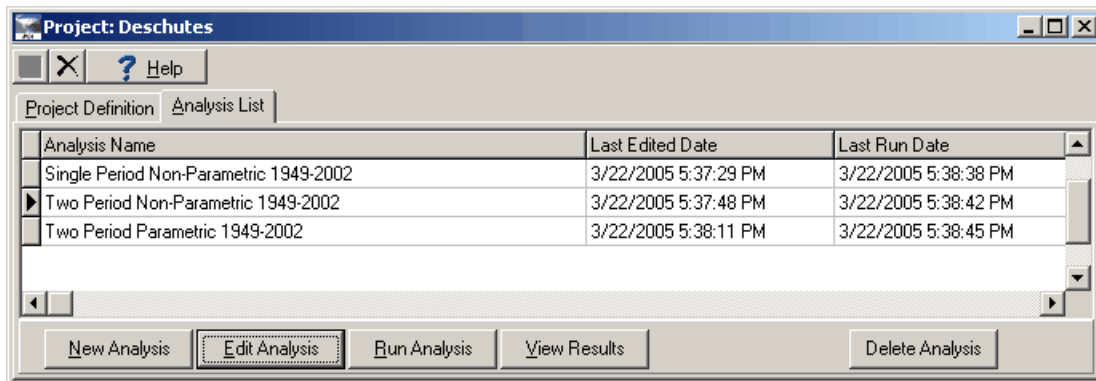 Project: Deschutes
? Help
Project Definition Analysis List
Analysis Name Last Edited Date Last Run Date
Single Period Non-Parametric 1949-2002 3/22/2005 5:37:29 PM 3/22/2005 5:38:38 PM
Two Period Non-Parametric 1949-2002 3/22/2005 5:37:48 PM 3/22/2005 5:38:42 PM
Two Period Parametric 1949-2002 3/22/2005 5:38:11 PM 3/22/2005 5:38:45 PM
New Analysis Edit Analysis Run Analysis View Results Delete Analysis